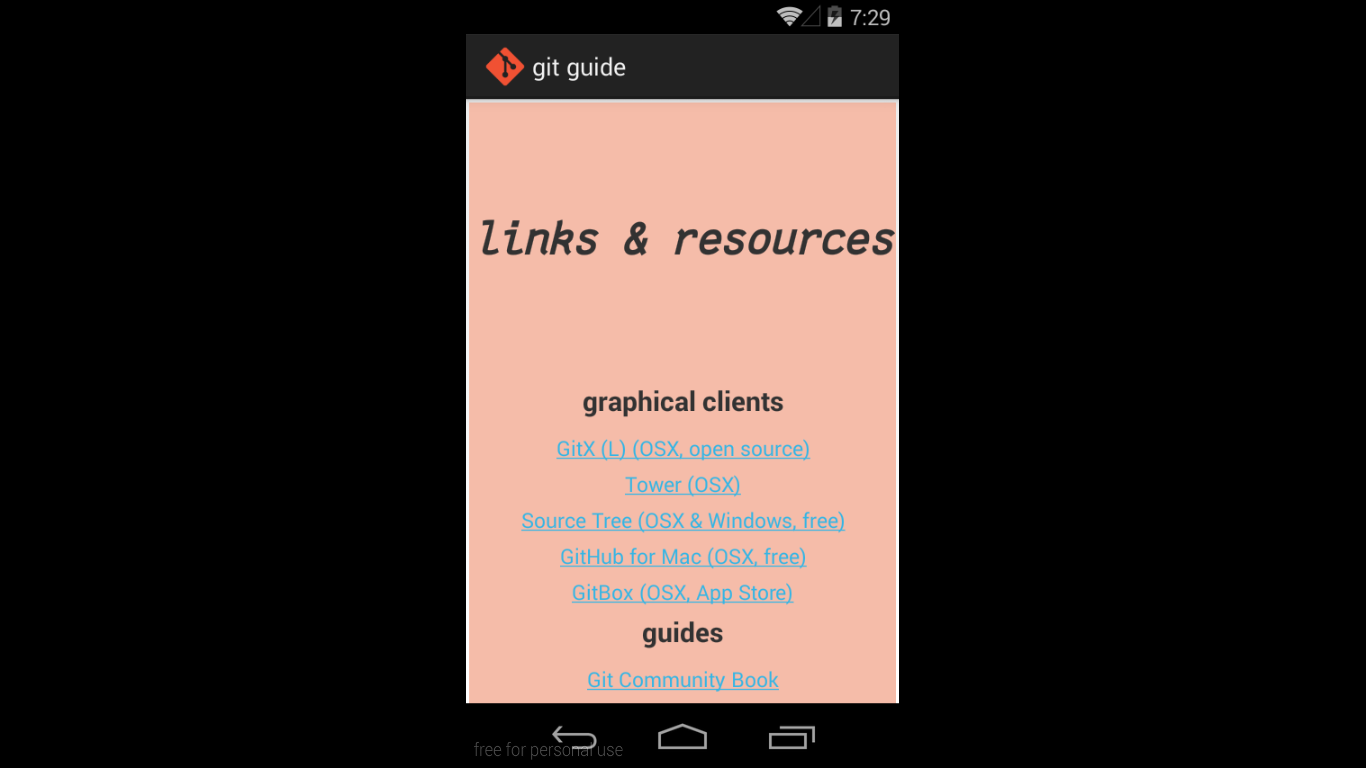 7:29
git guide
links & resources
graphical clients
GitX (L) (OSX, open source)
Tower (OSX)
Source Tree (OSX & Windows, free)
GitHub for Mac (OSX, free)
GitBox (OSX, App Store)
guides
Git Community Book
free for personal use